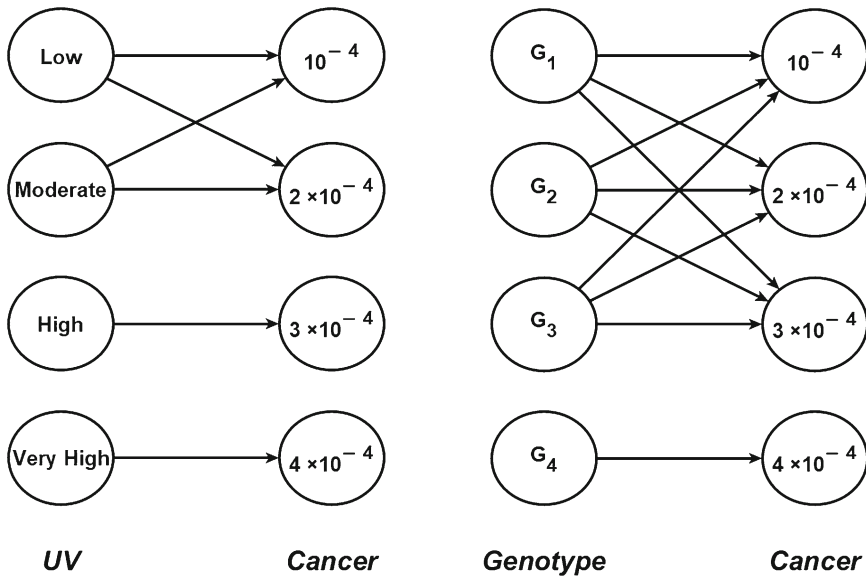 Low 10⁻⁴ G₁ 10⁻⁴
Moderate 2 ×10⁻⁴ G₂ 2 ×10⁻⁴
High 3 ×10⁻⁴ G₃ 3 ×10⁻⁴
Very High 4 ×10⁻⁴ G₄ 4 ×10⁻⁴
UV Cancer Genotype Cancer